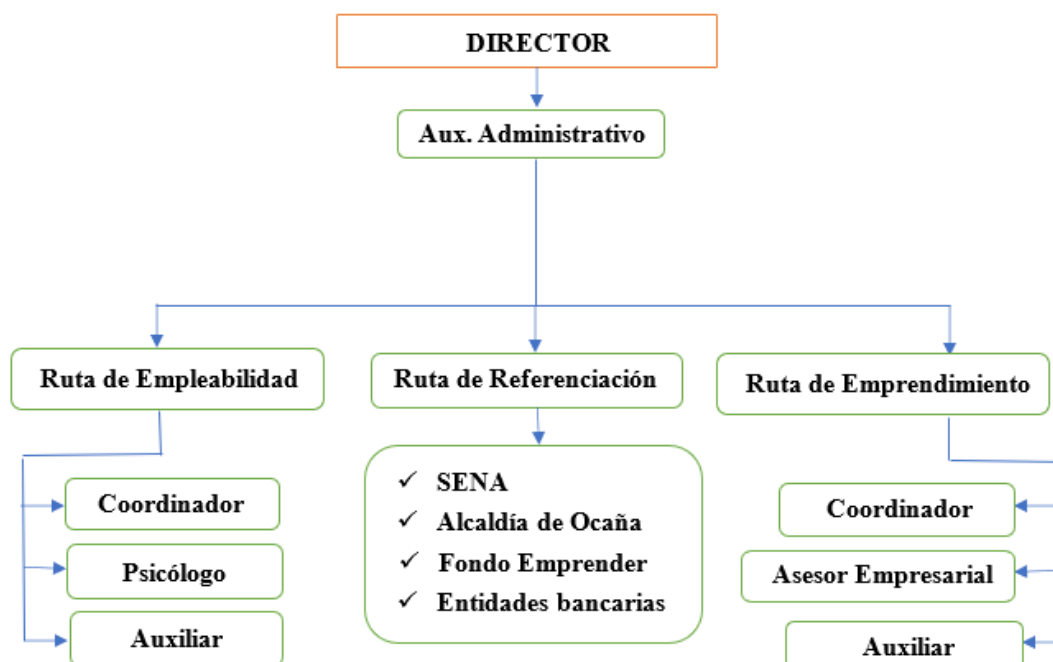 DIRECTOR
Aux. Administrativo
Ruta de Empleabilidad
Ruta de Referenciación
Ruta de Emprendimiento
Coordinador
Psicólogo
Auxiliar
✓ SENA
✓ Alcaldía de Ocaña
✓ Fondo Emprender
✓ Entidades bancarias
Coordinador
Asesor Empresarial
Auxiliar